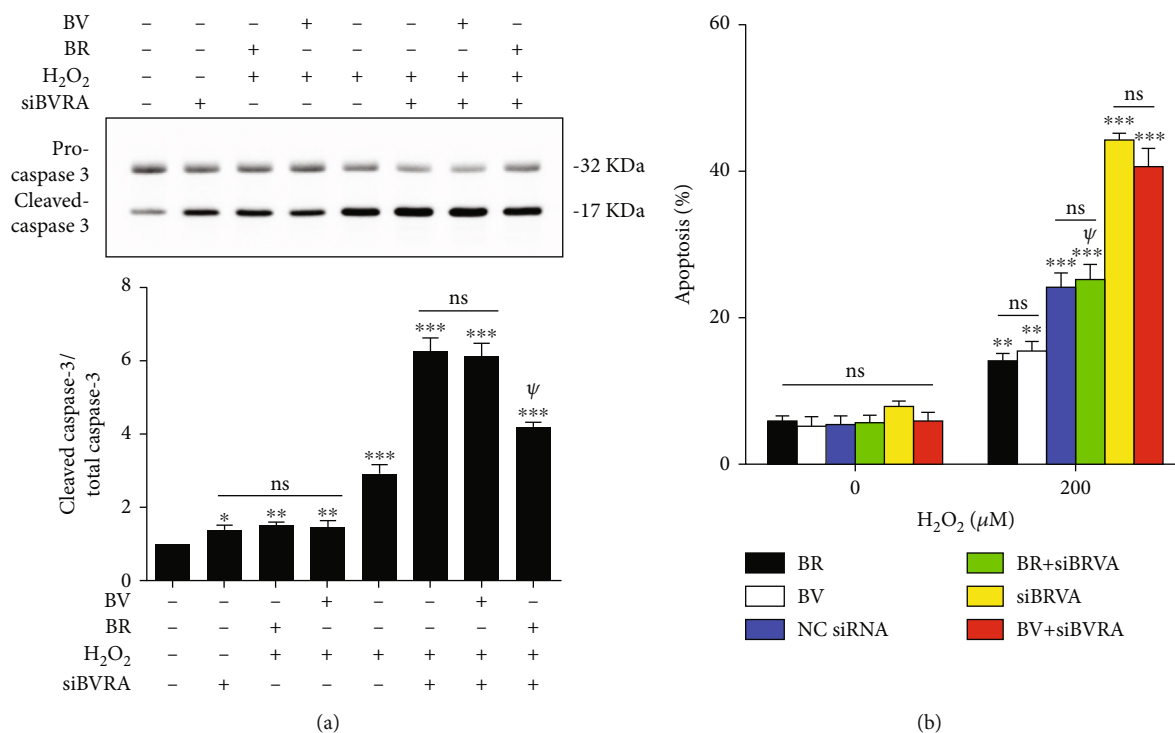 BV – – – + – – + –
BR – – + – – – – +
H₂O₂ – – + + + + + +
siBVRA – + – – – + + +
Pro-
caspase 3
-32 KDa
Cleaved-
caspase 3
-17 KDa
Cleaved caspase-3/
total caspase-3
8
6
4
2
0
*
**
ns
**
***
***
ns
***
ψ
***
BV – – – + – – + –
BR – – + – – – – +
H₂O₂ – – + + + + + +
siBVRA – + – – – + + +
(a)
Apoptosis (%)
60
40
20
0
ns
**
ns
**
***
ns
ψ
***
***
ns
***
0 200
H₂O₂ (μM)
BR
BV
NC siRNA
BR+siBRVA
siBRVA
BV+siBVRA
(b)